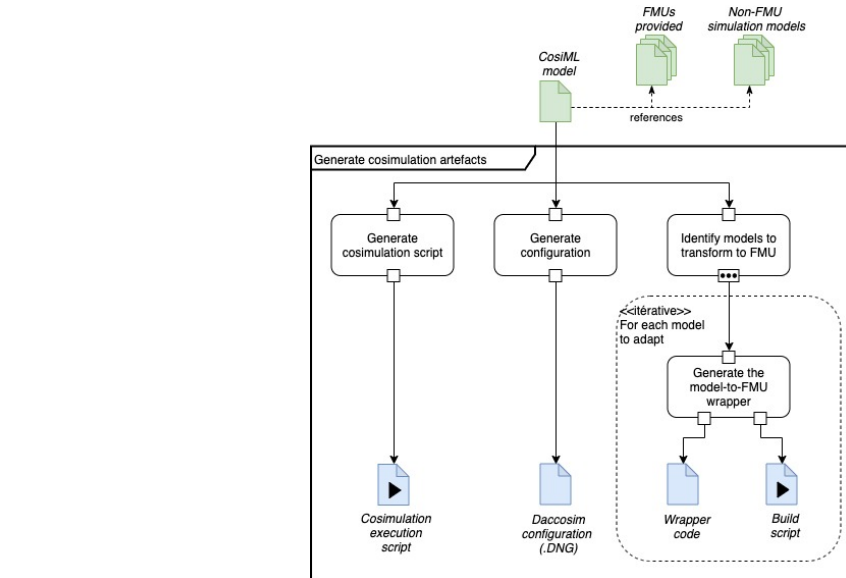 FMUs
provided
Non-FMU
simulation models
CosiML
model
references
Generate cosimulation artefacts
Generate
cosimulation script
Generate
configuration
Identify models to
transform to FMU
<<itérative>>
For each model
to adapt
Generate the
model-to-FMU
wrapper
Cosimulation
execution
script
Daccosim
configuration
(.DNG)
Wrapper
code
Build
script